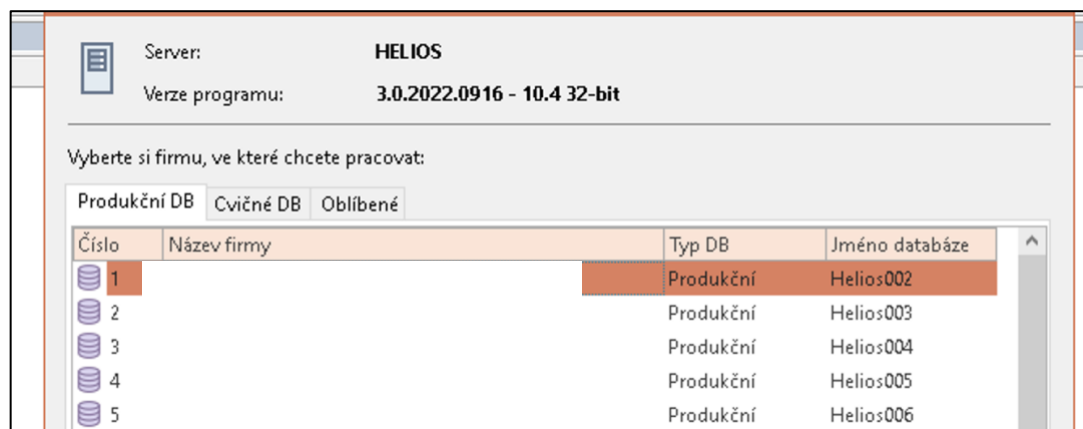 Server: HELIOS
Verze programu: 3.0.2022.0916 - 10.4 32-bit
Vyberte si firmu, ve které chcete pracovat:
Produkční DB Cvičné DB Oblíbené
Číslo Název firmy Typ DB Jméno databáze
1 Produkční Helios002
2 Produkční Helios003
3 Produkční Helios004
4 Produkční Helios005
5 Produkční Helios006